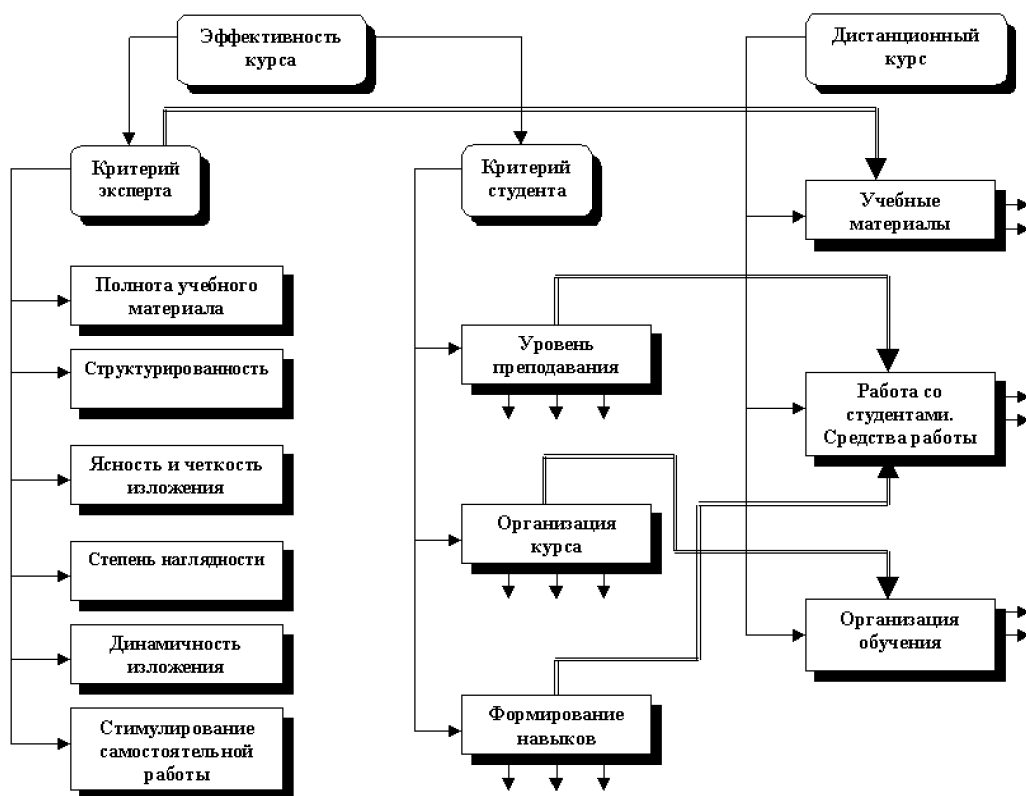 Эффективность
курса
Дистанционный
курс
Критерий
эксперта
Критерий
студента
Учебные
материалы
Полнота учебного
материала
Структурированность
Ясность и четкость
изложения
Степень наглядности
Динамичность
изложения
Стимулирование
самостоятельной
работы
Уровень
преподавания
Организация
курса
Формирование
навыков
Работа со
студентами.
Средства работы
Организация
обучения